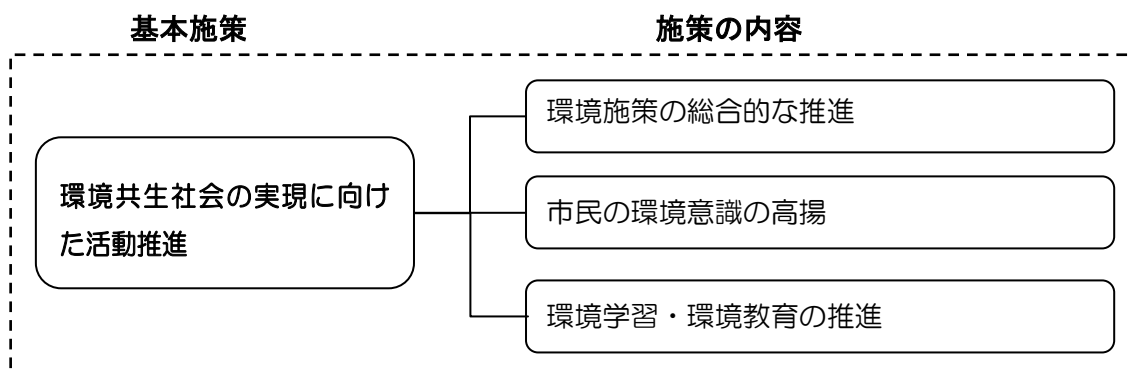 基本施策
施策の内容
環境共生社会の実現に向け
た活動推進
環境施策の総合的な推進
市民の環境意識の高揚
環境学習・環境教育の推進